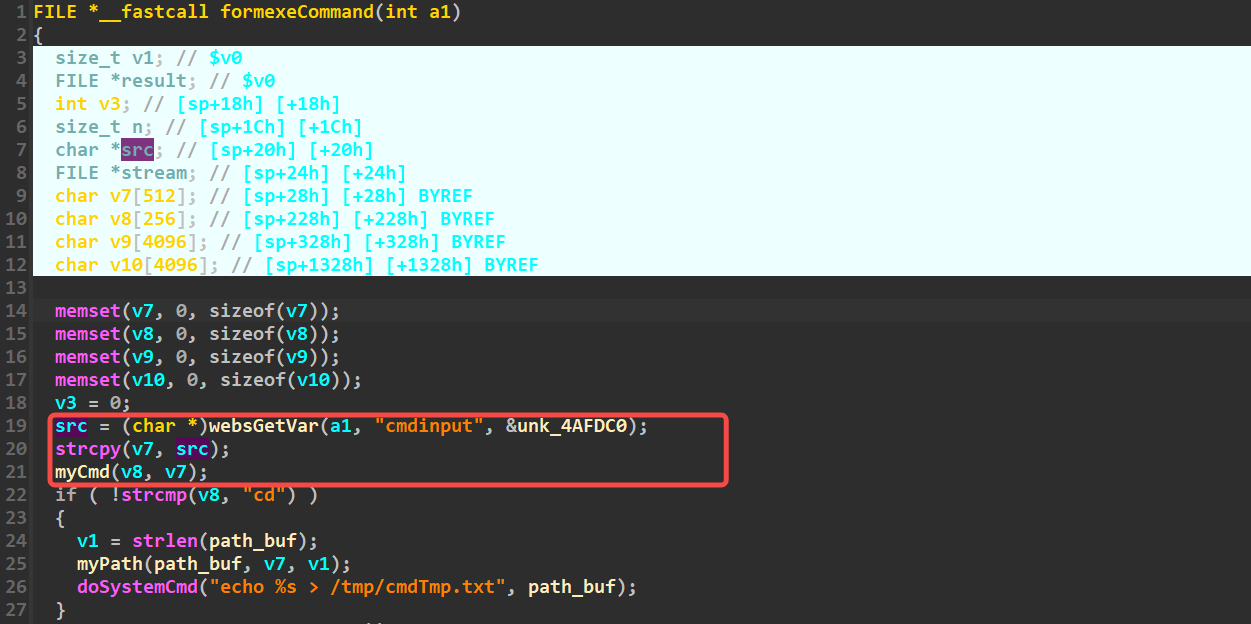 1 FILE *__fastcall formexeCommand(int a1)
2 {
3 size_t v1; // $v0
4 FILE *result; // $v0
5 int v3; // [sp+18h] [+18h]
6 size_t n; // [sp+1Ch] [+1Ch]
7 char *src; // [sp+20h] [+20h]
8 FILE *stream; // [sp+24h] [+24h]
9 char v7[512]; // [sp+28h] [+28h] BYREF
10 char v8[256]; // [sp+228h] [+228h] BYREF
11 char v9[4096]; // [sp+328h] [+328h] BYREF
12 char v10[4096]; // [sp+1328h] [+1328h] BYREF
13
14 memset(v7, 0, sizeof(v7));
15 memset(v8, 0, sizeof(v8));
16 memset(v9, 0, sizeof(v9));
17 memset(v10, 0, sizeof(v10));
18 v3 = 0;
19 src = (char *)websGetVar(a1, "cmdinput", &unk_4AFDC0);
20 strcpy(v7, src);
21 myCmd(v8, v7);
22 if ( !strcmp(v8, "cd") )
23 {
24 v1 = strlen(path_buf);
25 myPath(path_buf, v7, v1);
26 doSystemCmd("echo %s > /tmp/cmdTmp.txt", path_buf);
27 }